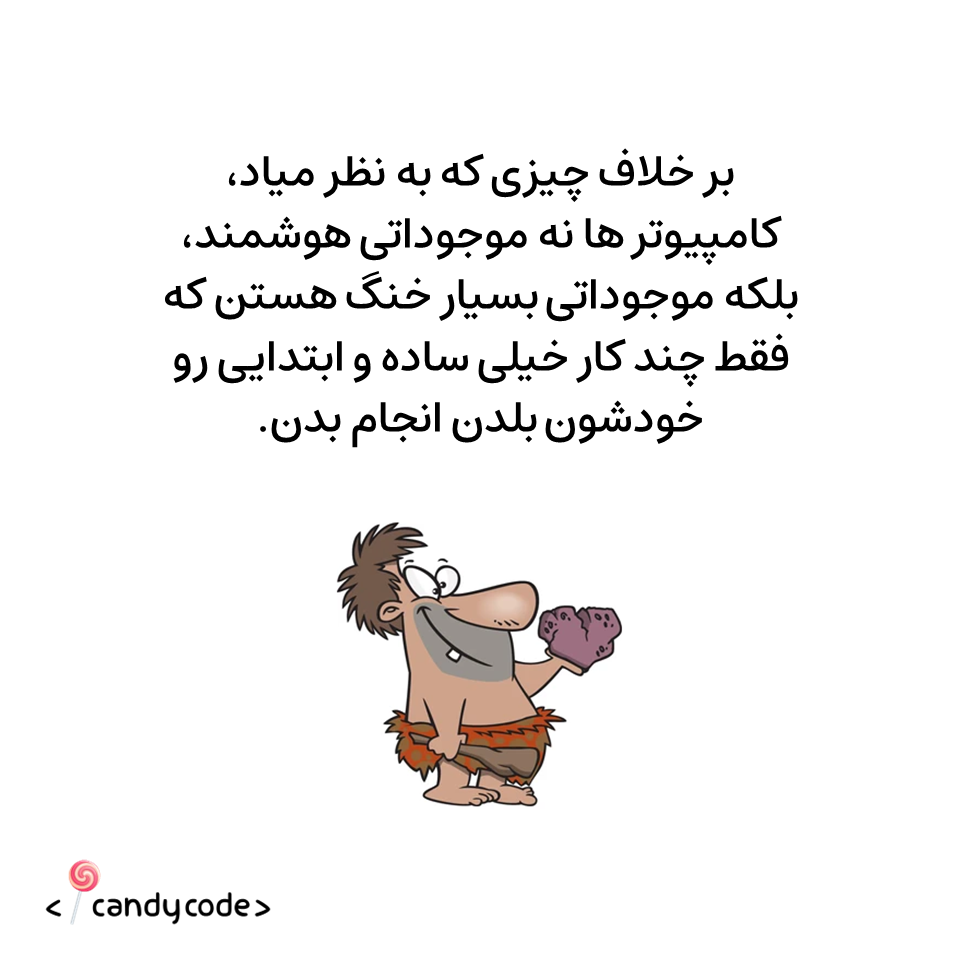 بر خلاف چیزی که به نظر میاد،
کامپیوتر ها نه موجوداتی هوشمند،
بلکه موجوداتی بسیار خنگ هستن که
فقط چند کار خیلی ساده و ابتدایی رو
خودشون بلدن انجام بدن.
< candycode>